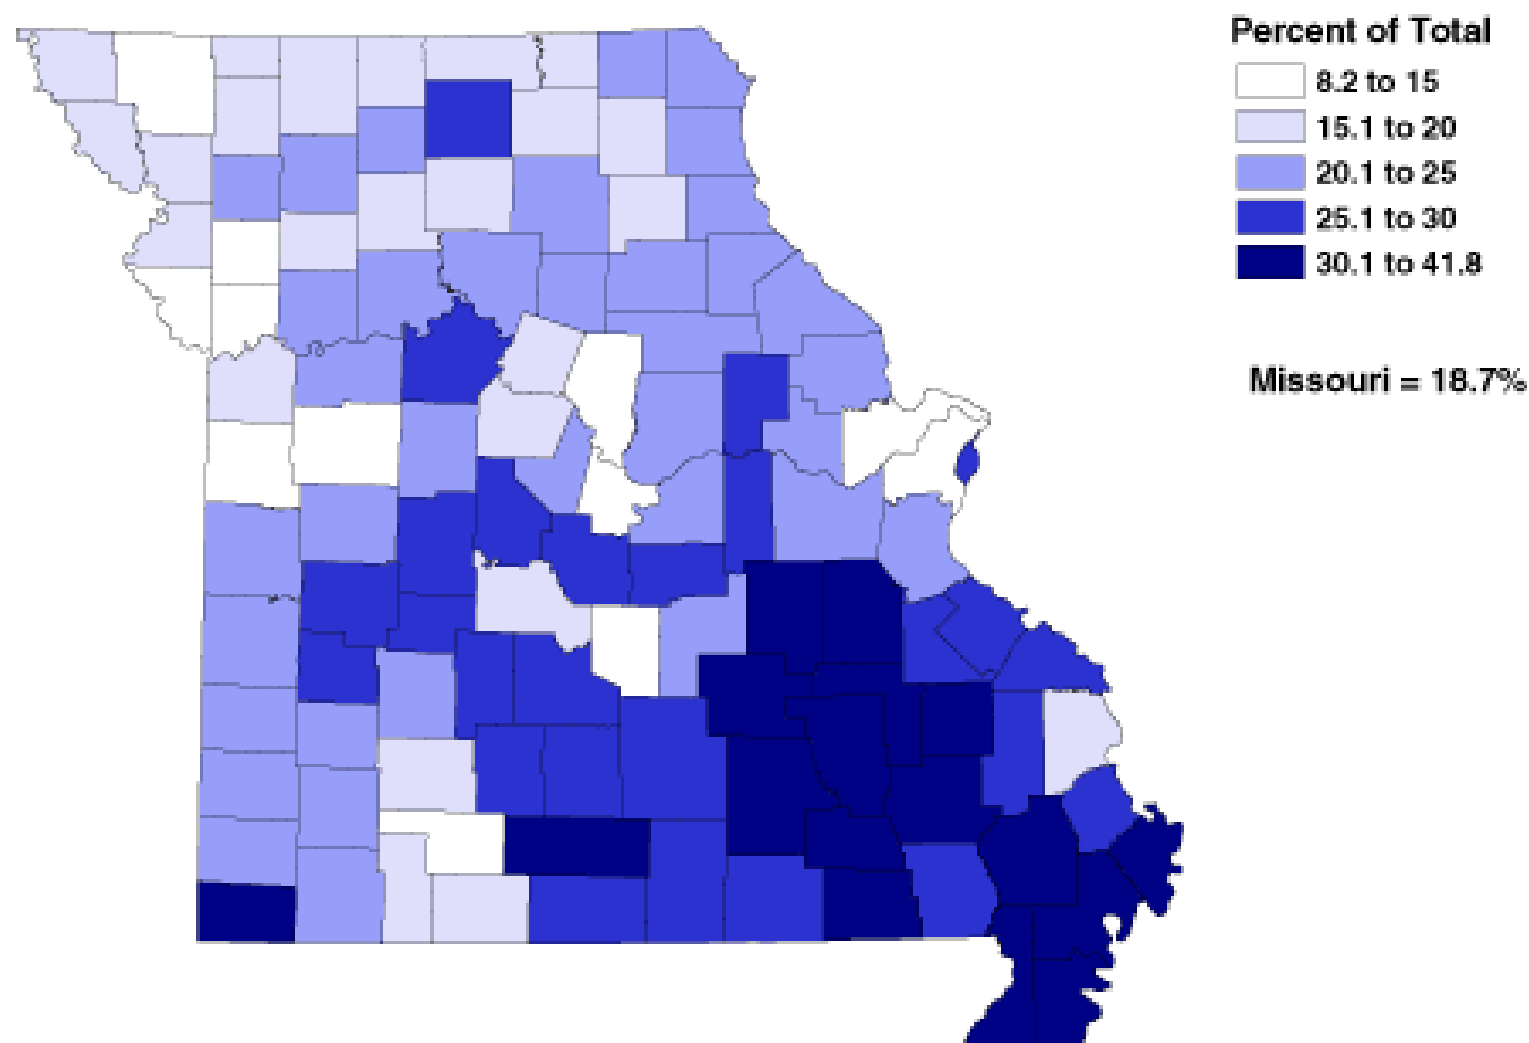 Percent of Total
8.2 to 15
15.1 to 20
20.1 to 25
25.1 to 30
30.1 to 41.8
Missouri = 18.7%